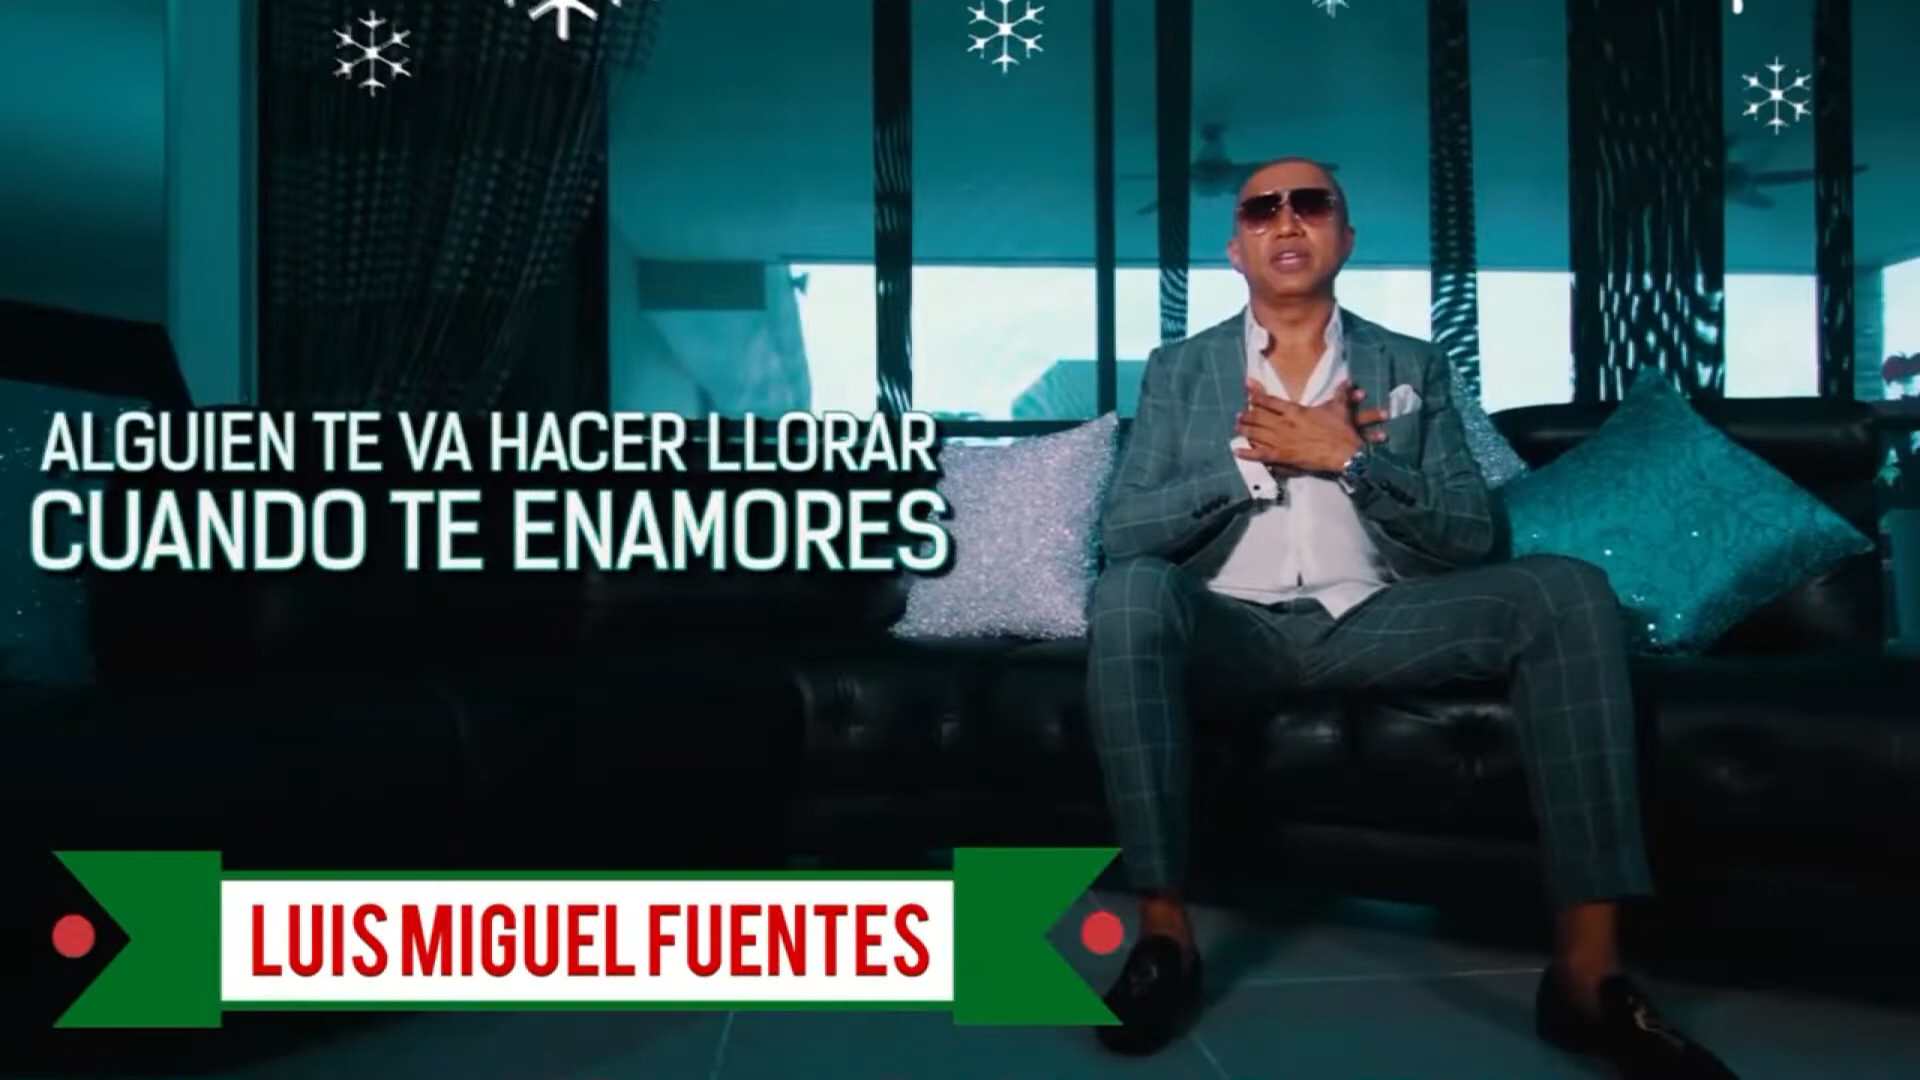 ALGUIEN TE VA HACER LLORAR
CUANDO TE ENAMORES
LUIS MIGUEL FUENTES